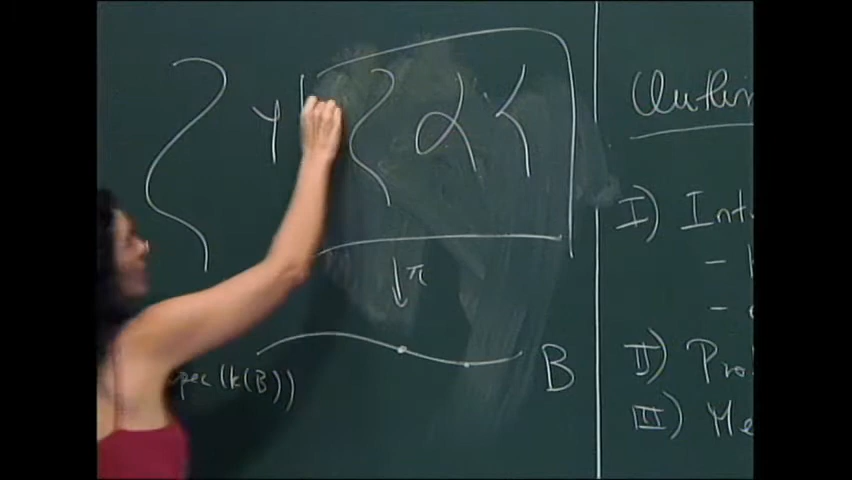 Y
π
B
spec (k(B))
Outlin
I) Int
-
-
II) Pro
III) Me